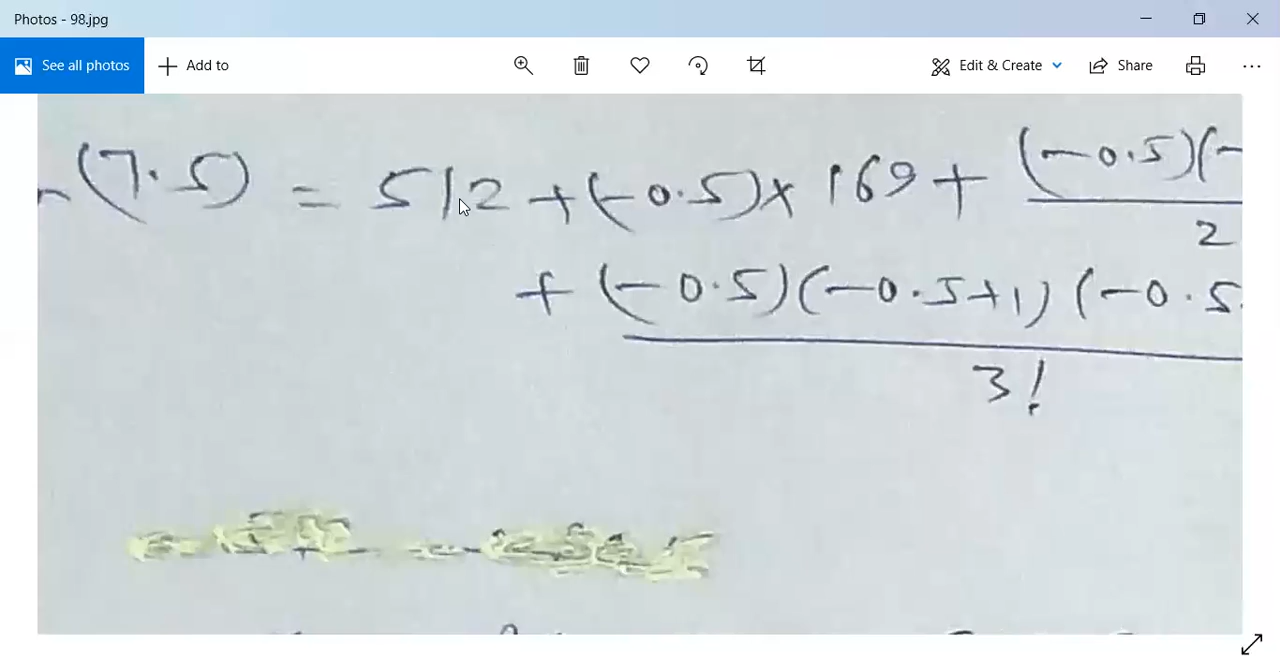 Photos - 98.jpg
See all photos
Add to
Edit & Create
Share
(7.5) = 512 + (-0.5) x 169 + (-0.5)(-
2
+ (-0.5)(-0.5+1)(-0.5
3!